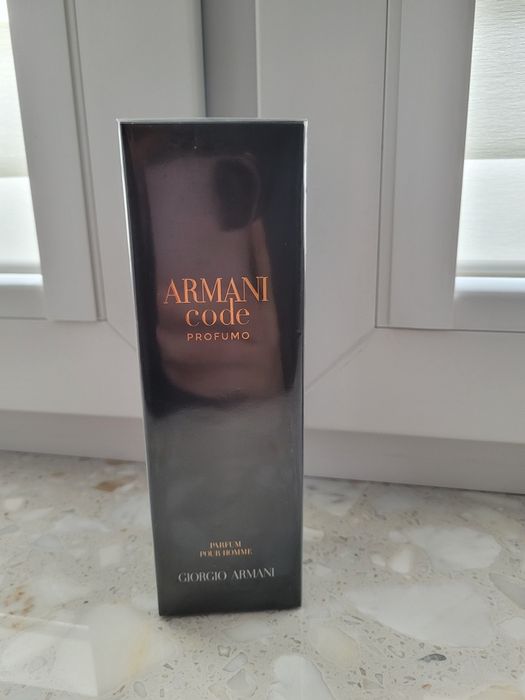 ARMANI
code
PROFUMO
PARFUM
POUR HOMME
GIORGIO ARMANI